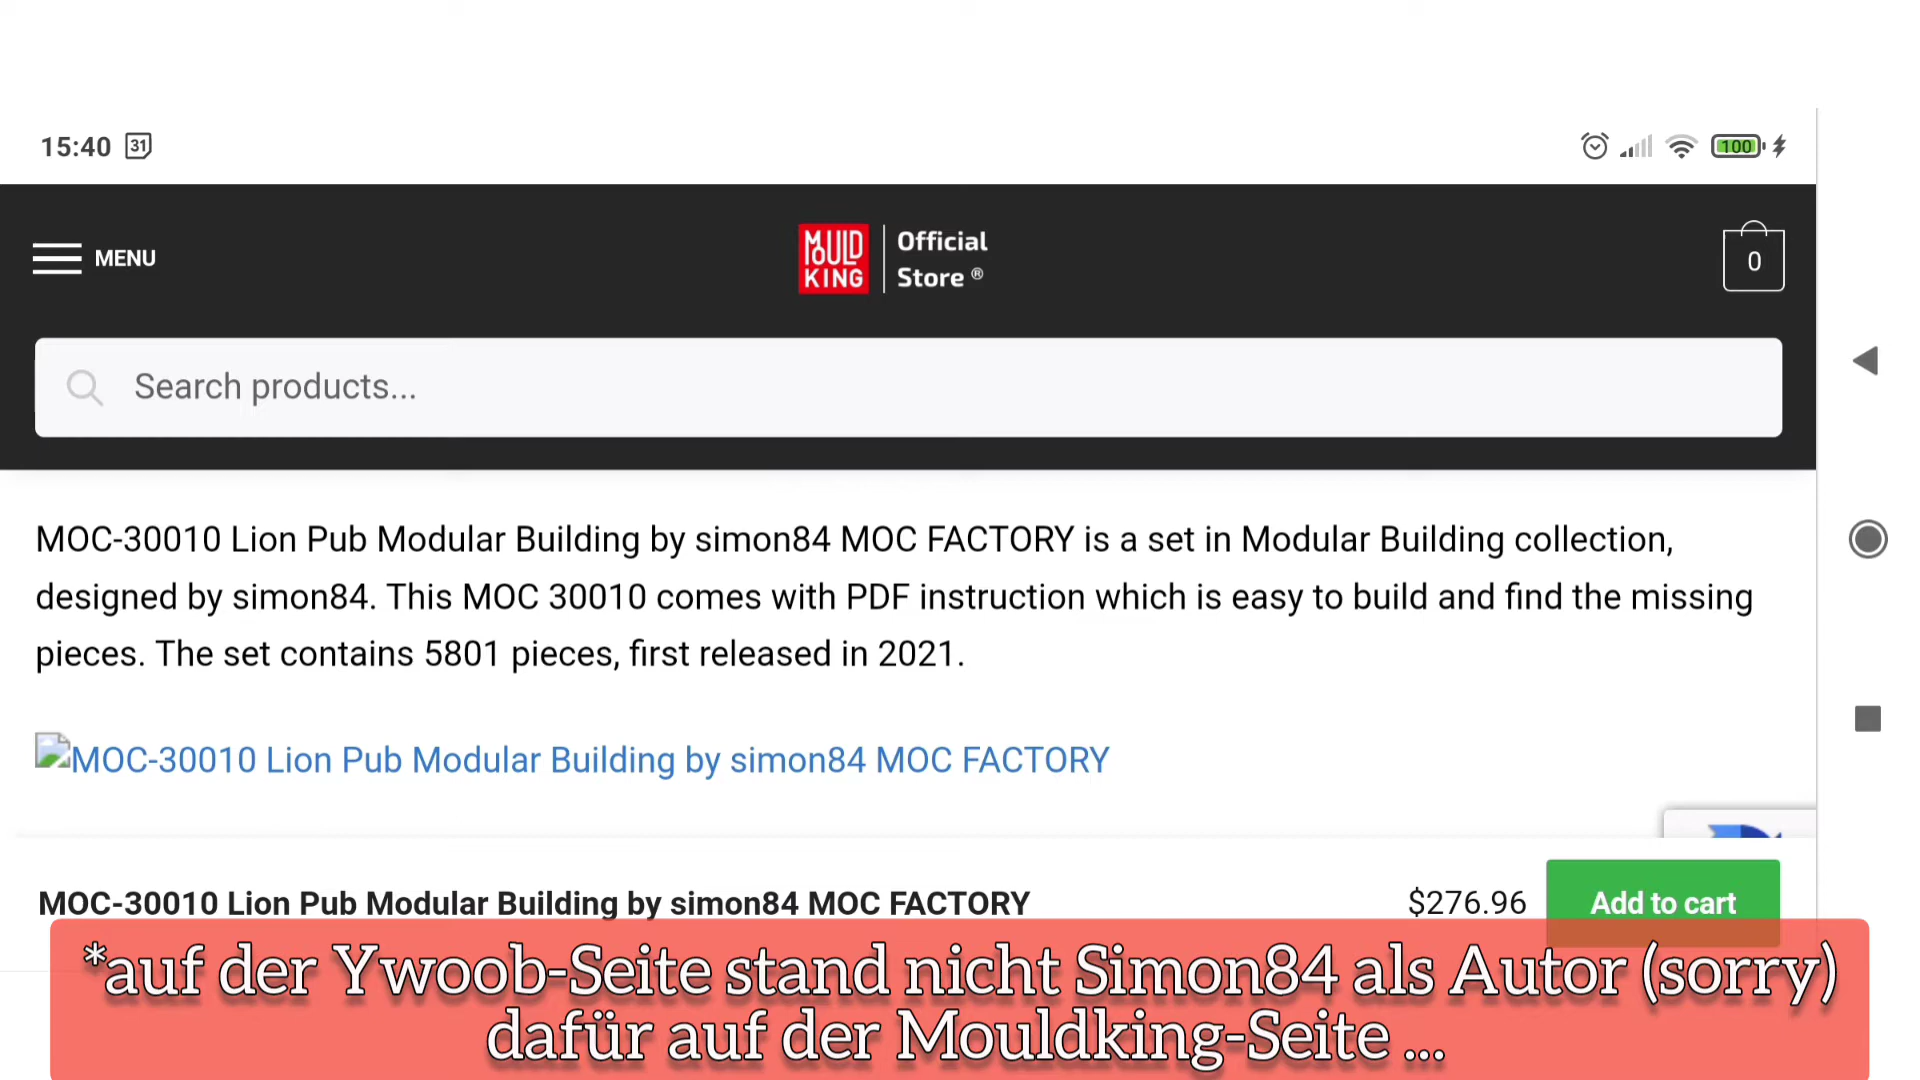 15:40 31
100
MENU
MOULD KING
Official
Store ®
0
Search products...
MOC-30010 Lion Pub Modular Building by simon84 MOC FACTORY is a set in Modular Building collection,
designed by simon84. This MOC 30010 comes with PDF instruction which is easy to build and find the missing
pieces. The set contains 5801 pieces, first released in 2021.
MOC-30010 Lion Pub Modular Building by simon84 MOC FACTORY
MOC-30010 Lion Pub Modular Building by simon84 MOC FACTORY $276.96 Add to cart
*auf der Ywoob-Seite stand nicht Simon84 als Autor (sorry)
dafür auf der Mouldking-Seite ...